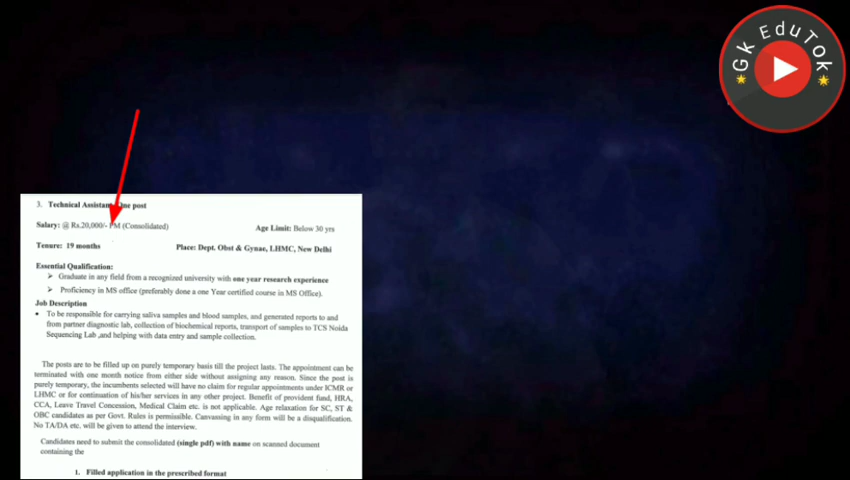 Gk EduTok
3. Technical Assistant One post
Salary: @ Rs.20,000/- PM (Consolidated) Age Limit: Below 30 yrs
Tenure: 19 months Place: Dept. Obst & Gynae, LHMC, New Delhi
Essential Qualification:
➢ Graduate in any field from a recognized university with one year research experience
➢ Proficiency in MS office (preferably done a one Year certified course in MS Office).
Job Description
• To be responsible for carrying saliva samples and blood samples, and generated reports to and
from partner diagnostic lab, collection of biochemical reports, transport of samples to TCS Noida
Sequencing Lab ,and helping with data entry and sample collection.
The posts are to be filled up on purely temporary basis till the project lasts. The appointment can be
terminated with one month notice from either side without assigning any reason. Since the post is
purely temporary, the incumbents selected will have no claim for regular appointments under ICMR or
LHMC or for continuation of his/her services in any other project. Benefit of provident fund, HRA,
CCA, Leave Travel Concession, Medical Claim etc. is not applicable. Age relaxation for SC, ST &
OBC candidates as per Govt. Rules is permissible. Canvassing in any form will be a disqualification.
No TA/DA etc. will be given to attend the interview.
Candidates need to submit the consolidated (single pdf) with name on scanned document
containing the
1. Filled application in the prescribed format